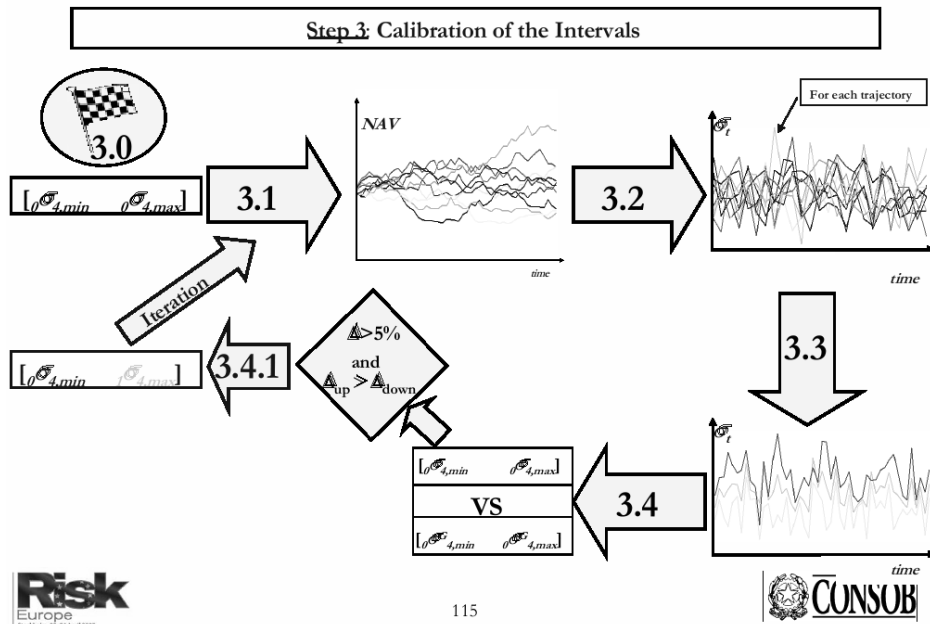 Step 3: Calibration of the Intervals
3.0
[₀σ₄,min ₀σ₄,max]
3.1
NAV
time
3.2
For each trajectory
σt
time
3.3
σt
time
3.4
[₀σ₄,min ₀σ₄,max]
VS
[₀σᴳ₄,min ₀σᴳ₄,max]
Δ>5%
and
Δup > Δdown
3.4.1
[₀σ₄,min ₁σ₄,max]
Iteration
Risk
Europe
115
CONSOB